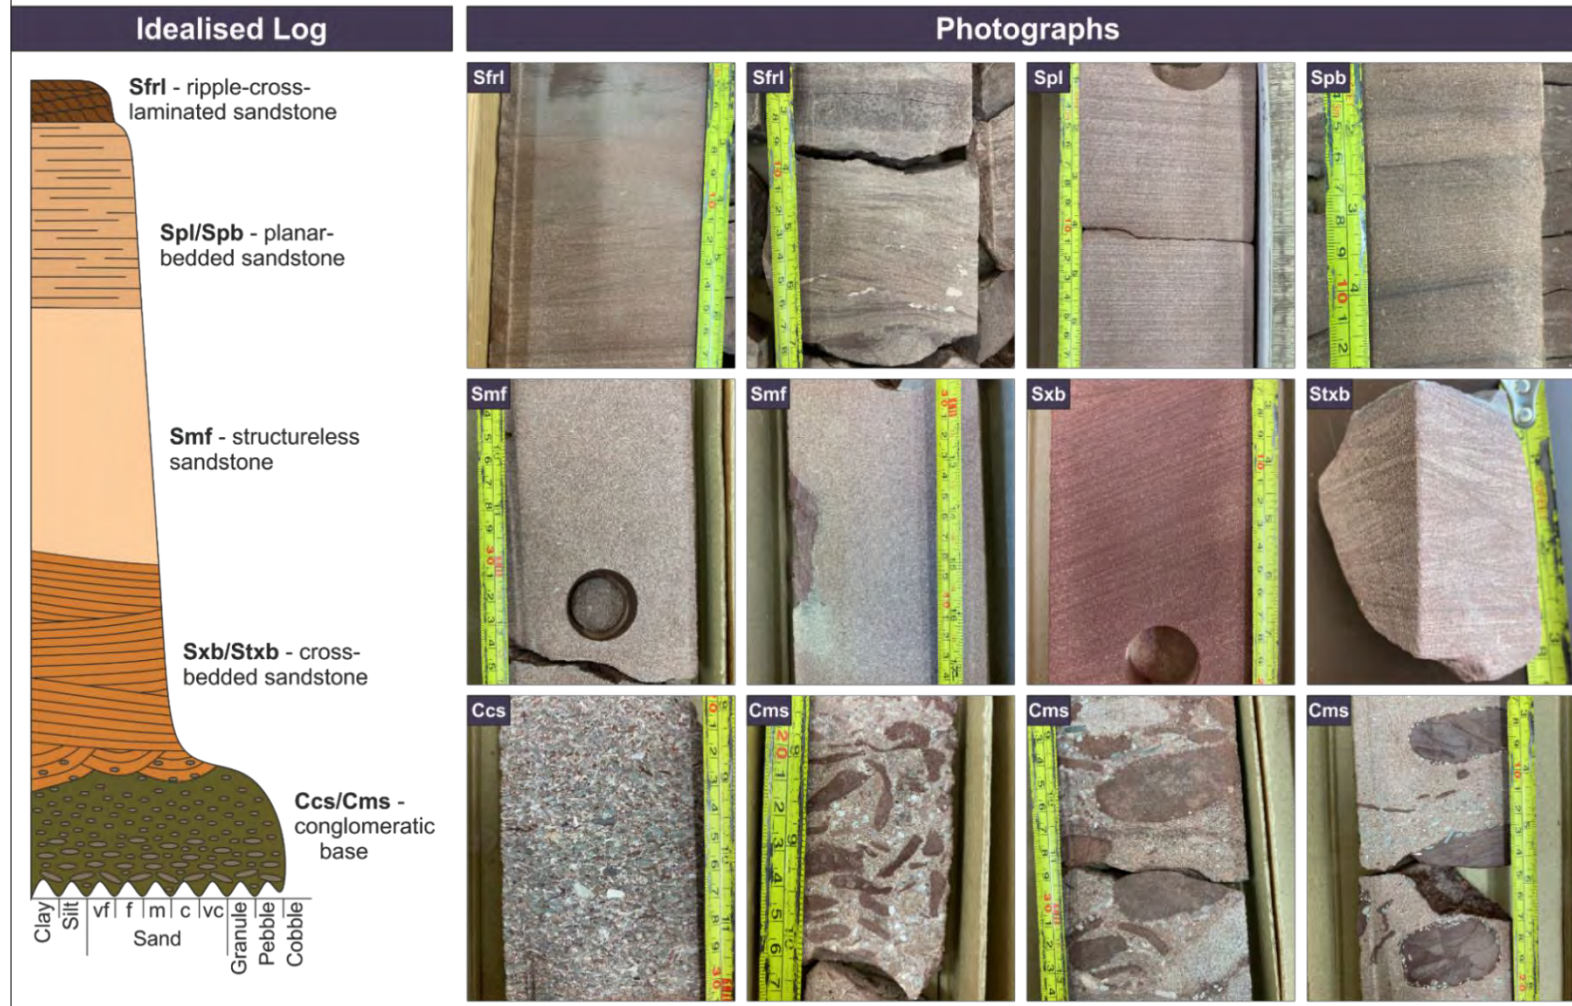 Idealised Log
Photographs
Sfrl - ripple-cross-
laminated sandstone
Spl/Spb - planar-
bedded sandstone
Smf - structureless
sandstone
Sxb/Stxb - cross-
bedded sandstone
Ccs/Cms -
conglomeratic
base
Clay
Silt
vf
f
m
c
vc
Sand
Granule
Pebble
Cobble
Sfrl
Sfrl
Spl
Spb
Smf
Smf
Sxb
Stxb
Ccs
Cms
Cms
Cms